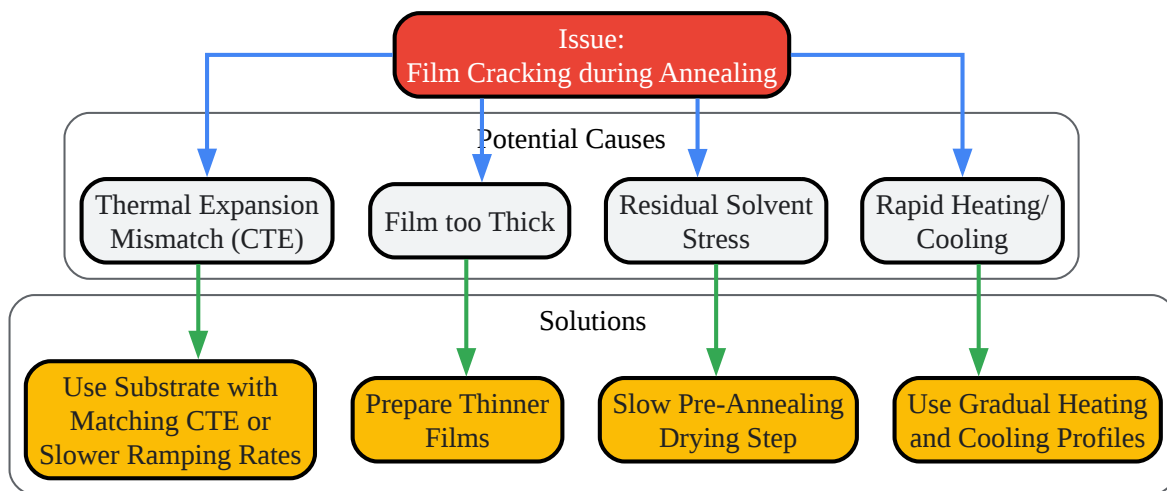 Issue:
Film Cracking during Annealing
Potential Causes
Thermal Expansion
Mismatch (CTE)
Film too Thick
Residual Solvent
Stress
Rapid Heating/
Cooling
Solutions
Use Substrate with
Matching CTE or
Slower Ramping Rates
Prepare Thinner
Films
Slow Pre-Annealing
Drying Step
Use Gradual Heating
and Cooling Profiles